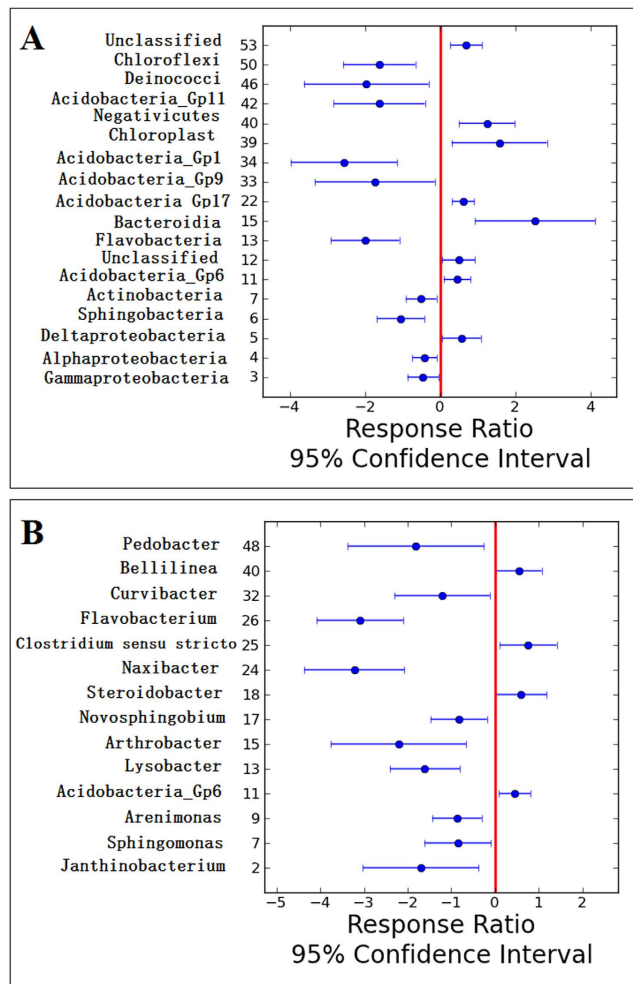 A
Unclassified 53
Chloroflexi 50
Deinococci 46
Acidobacteria_Gp11 42
Negativicutes 40
Chloroplast 39
Acidobacteria_Gp1 34
Acidobacteria_Gp9 33
Acidobacteria Gp17 22
Bacteroidia 15
Flavobacteria 13
Unclassified 12
Acidobacteria_Gp6 11
Actinobacteria 7
Sphingobacteria 6
Deltaproteobacteria 5
Alphaproteobacteria 4
Gammaproteobacteria 3
−4 −2 0 2 4
Response Ratio
95% Confidence Interval
B
Pedobacter 48
Bellilinea 40
Curvibacter 32
Flavobacterium 26
Clostridium sensu stricto 25
Naxibacter 24
Steroidobacter 18
Novosphingobium 17
Arthrobacter 15
Lysobacter 13
Acidobacteria_Gp6 11
Arenimonas 9
Sphingomonas 7
Janthinobacterium 2
−5 −4 −3 −2 −1 0 1 2
Response Ratio
95% Confidence Interval